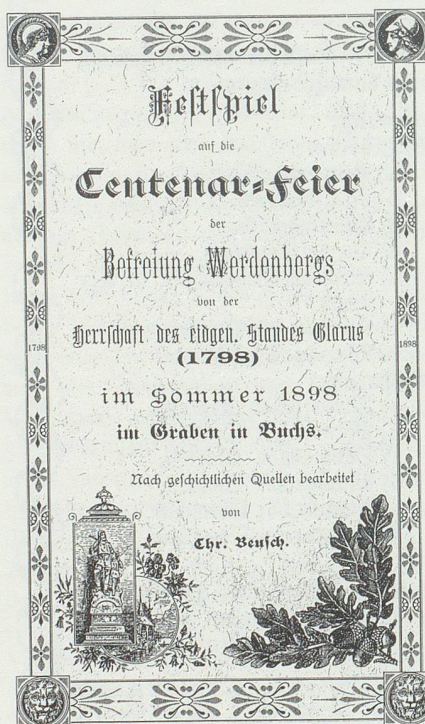 Festspiel
auf die
Centenar-Feier
der
Befreiung Werdenbergs
von der
Herrschaft des eidgen. Standes Glarus
(1798)
1798
1898
im Sommer 1898
im Graben in Buchs.
Nach geschichtlichen Quellen bearbeitet
von
Chr. Beusch.